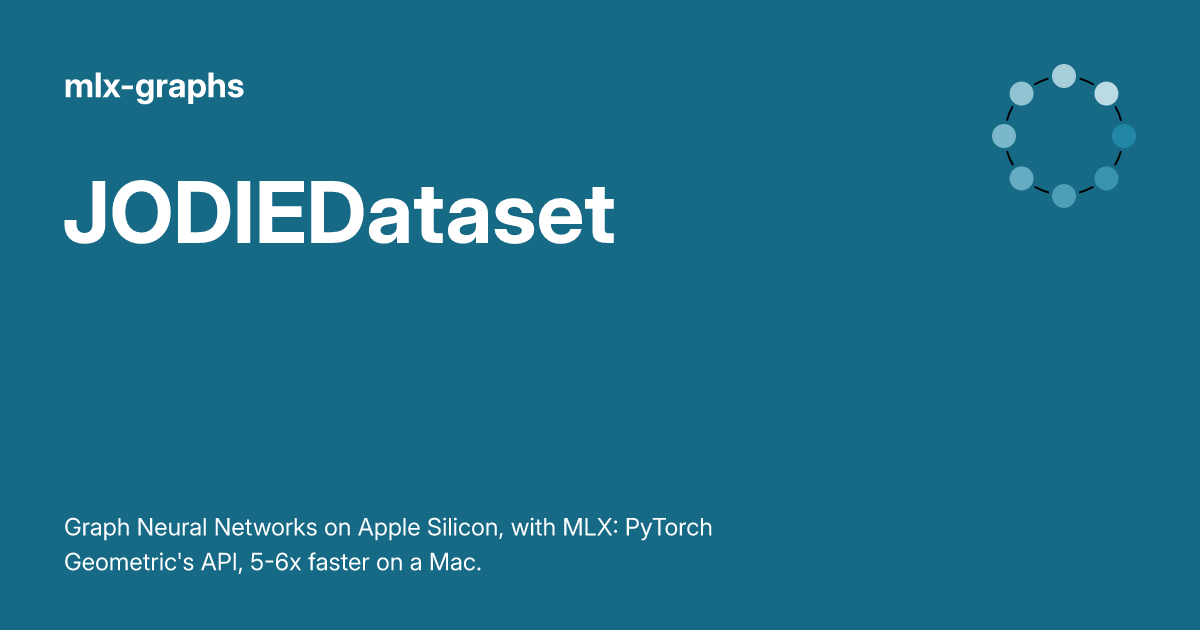 mlx-graphs
JODIEDataset
Graph Neural Networks on Apple Silicon, with MLX: PyTorch
Geometric's API, 5-6x faster on a Mac.